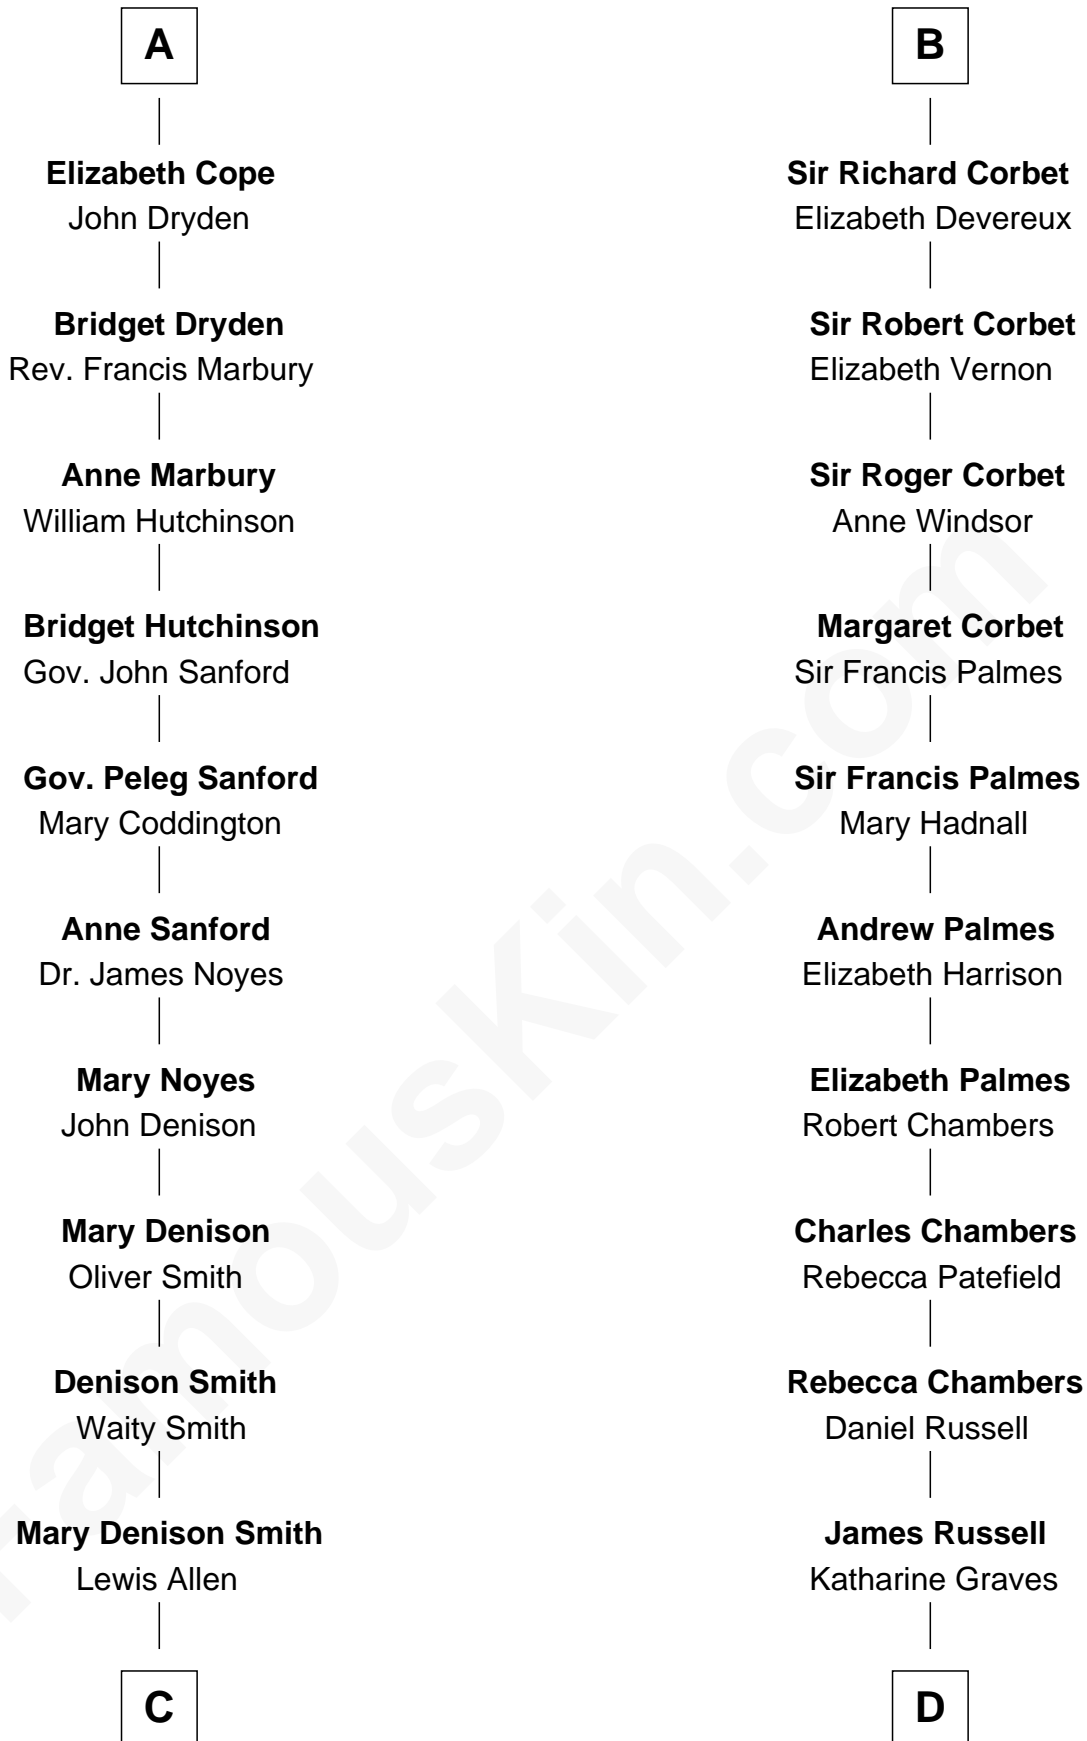 A
Elizabeth Cope
John Dryden
Bridget Dryden
Rev. Francis Marbury
Anne Marbury
William Hutchinson
Bridget Hutchinson
Gov. John Sanford
Gov. Peleg Sanford
Mary Coddington
Anne Sanford
Dr. James Noyes
Mary Noyes
John Denison
Mary Denison
Oliver Smith
Denison Smith
Waity Smith
Mary Denison Smith
Lewis Allen
C
B
Sir Richard Corbet
Elizabeth Devereux
Sir Robert Corbet
Elizabeth Vernon
Sir Roger Corbet
Anne Windsor
Margaret Corbet
Sir Francis Palmes
Sir Francis Palmes
Mary Hadnall
Andrew Palmes
Elizabeth Harrison
Elizabeth Palmes
Robert Chambers
Charles Chambers
Rebecca Patefield
Rebecca Chambers
Daniel Russell
James Russell
Katharine Graves
D
FamousKin.com